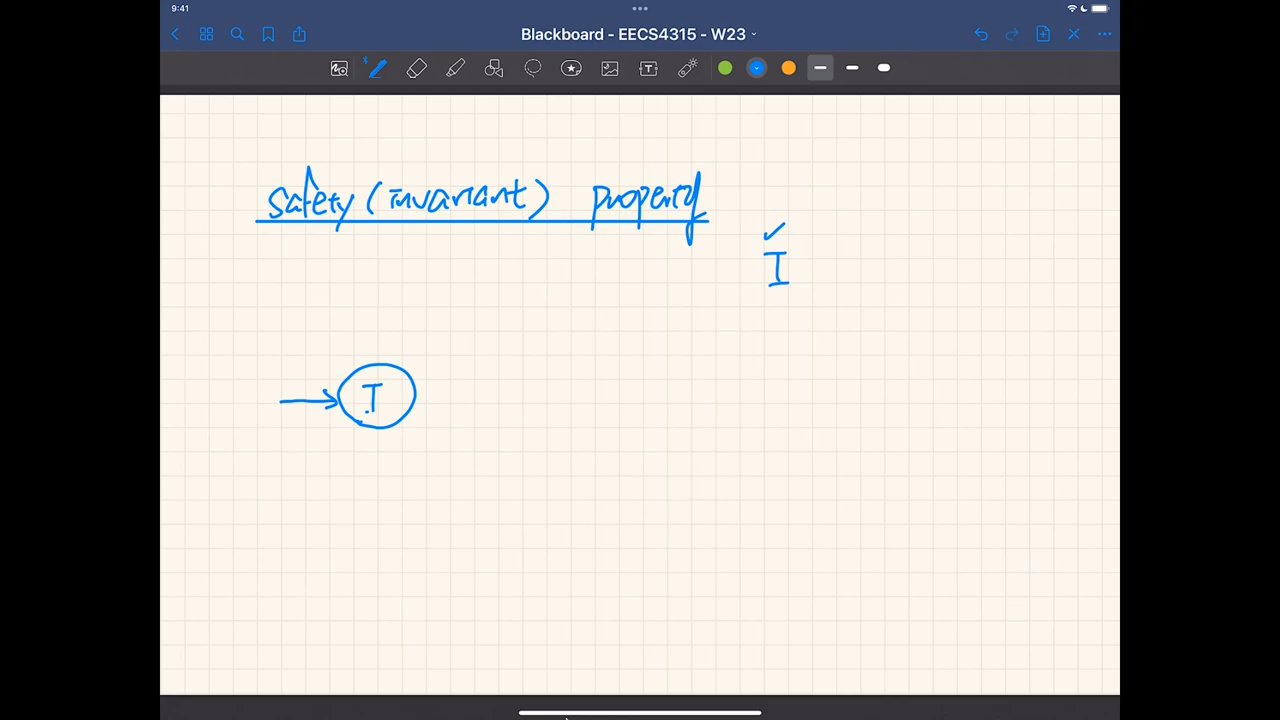 9:41
Blackboard - EECS4315 - W23
safety (invariant) property
I
I